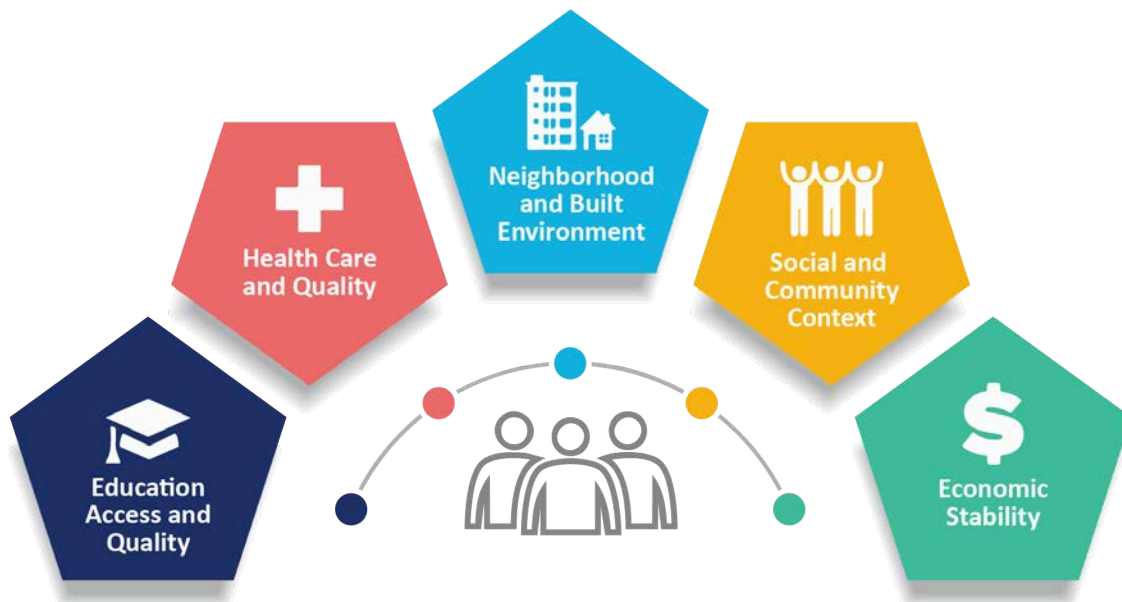 Education
Access and
Quality
Health Care
and Quality
Neighborhood
and Built
Environment
Social and
Community
Context
$
Economic
Stability